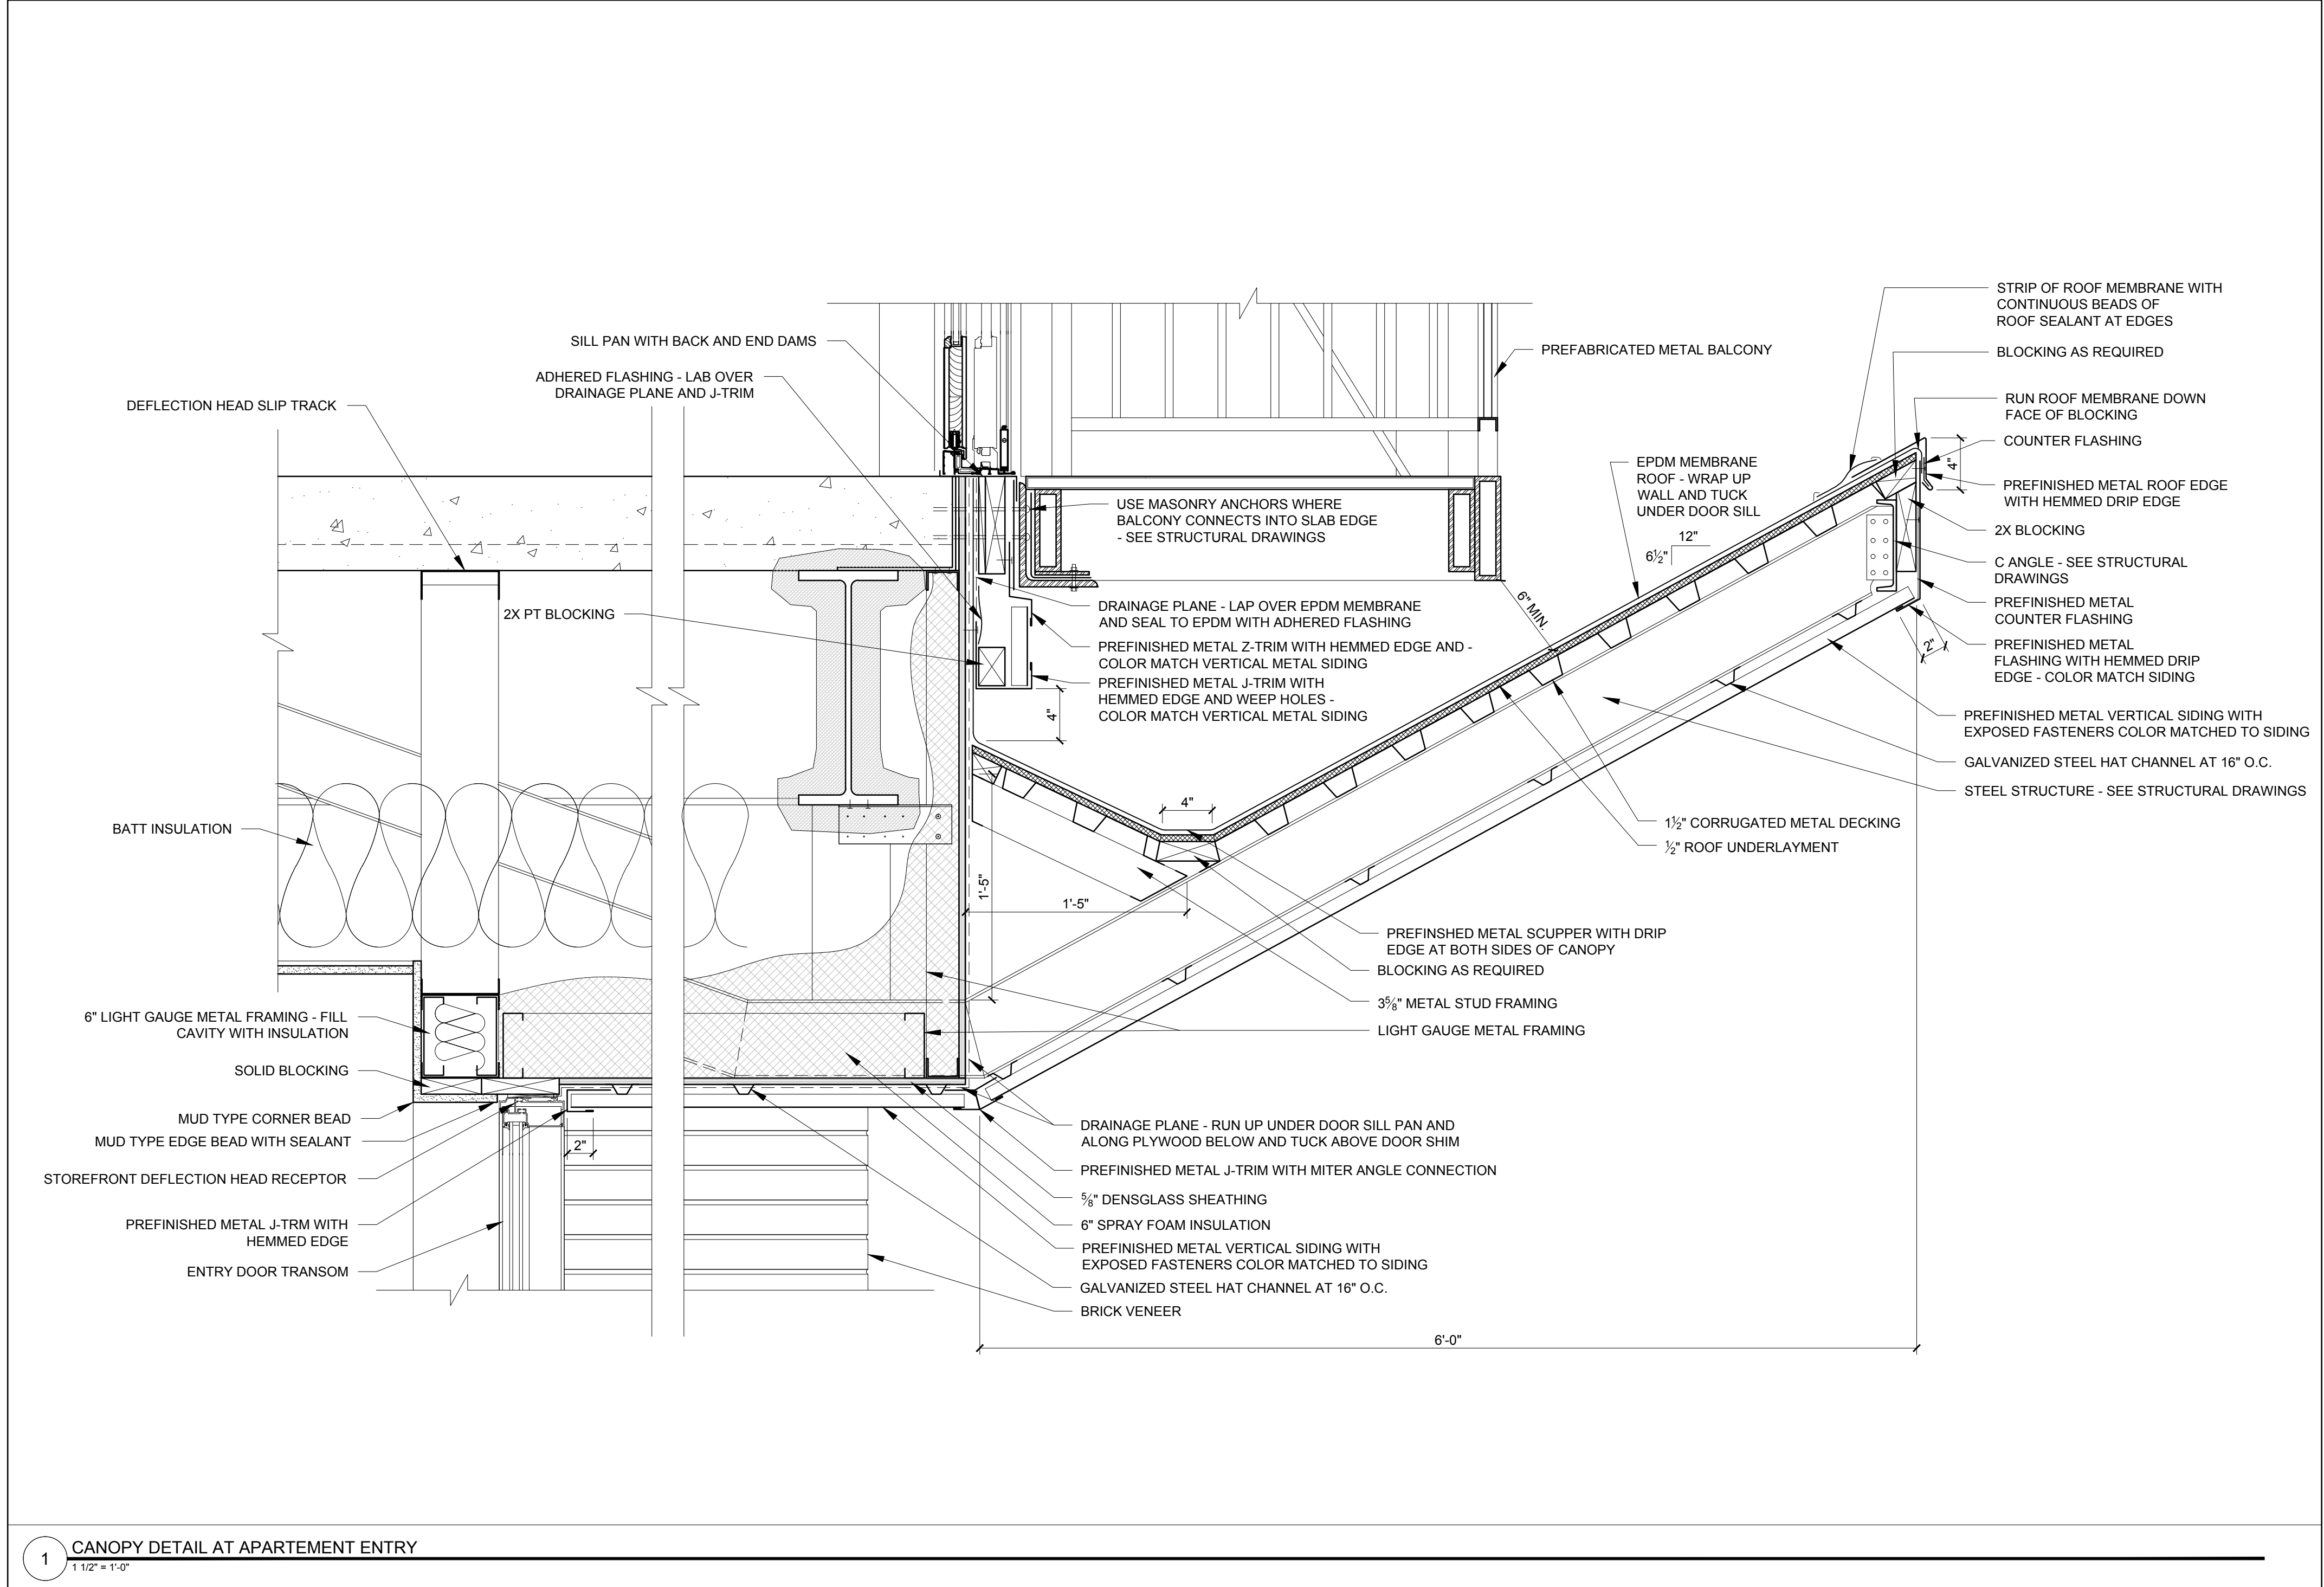 SILL PAN WITH BACK AND END DAMS
ADHERED FLASHING - LAB OVER
DRAINAGE PLANE AND J-TRIM
DEFLECTION HEAD SLIP TRACK
2X PT BLOCKING
BATT INSULATION
6" LIGHT GAUGE METAL FRAMING - FILL
CAVITY WITH INSULATION
SOLID BLOCKING
MUD TYPE CORNER BEAD
MUD TYPE EDGE BEAD WITH SEALANT
STOREFRONT DEFLECTION HEAD RECEPTOR
PREFINISHED METAL J-TRM WITH
HEMMED EDGE
ENTRY DOOR TRANSOM
2"
PREFABRICATED METAL BALCONY
EPDM MEMBRANE
ROOF - WRAP UP
WALL AND TUCK
UNDER DOOR SILL
12"
6½"
6" MIN.
USE MASONRY ANCHORS WHERE
BALCONY CONNECTS INTO SLAB EDGE
- SEE STRUCTURAL DRAWINGS
DRAINAGE PLANE - LAP OVER EPDM MEMBRANE
AND SEAL TO EPDM WITH ADHERED FLASHING
PREFINISHED METAL Z-TRIM WITH HEMMED EDGE AND -
COLOR MATCH VERTICAL METAL SIDING
PREFINISHED METAL J-TRIM WITH
HEMMED EDGE AND WEEP HOLES -
COLOR MATCH VERTICAL METAL SIDING
4"
4"
1'-5"
1'-5"
STRIP OF ROOF MEMBRANE WITH
CONTINUOUS BEADS OF
ROOF SEALANT AT EDGES
BLOCKING AS REQUIRED
RUN ROOF MEMBRANE DOWN
FACE OF BLOCKING
COUNTER FLASHING
4"
PREFINISHED METAL ROOF EDGE
WITH HEMMED DRIP EDGE
2X BLOCKING
C ANGLE - SEE STRUCTURAL
DRAWINGS
PREFINISHED METAL
COUNTER FLASHING
2"
PREFINISHED METAL
FLASHING WITH HEMMED DRIP
EDGE - COLOR MATCH SIDING
PREFINISHED METAL VERTICAL SIDING WITH
EXPOSED FASTENERS COLOR MATCHED TO SIDING
GALVANIZED STEEL HAT CHANNEL AT 16" O.C.
STEEL STRUCTURE - SEE STRUCTURAL DRAWINGS
1½" CORRUGATED METAL DECKING
½" ROOF UNDERLAYMENT
PREFINSHED METAL SCUPPER WITH DRIP
EDGE AT BOTH SIDES OF CANOPY
BLOCKING AS REQUIRED
3⅝" METAL STUD FRAMING
LIGHT GAUGE METAL FRAMING
DRAINAGE PLANE - RUN UP UNDER DOOR SILL PAN AND
ALONG PLYWOOD BELOW AND TUCK ABOVE DOOR SHIM
PREFINISHED METAL J-TRIM WITH MITER ANGLE CONNECTION
⅝" DENSGLASS SHEATHING
6" SPRAY FOAM INSULATION
PREFINISHED METAL VERTICAL SIDING WITH
EXPOSED FASTENERS COLOR MATCHED TO SIDING
GALVANIZED STEEL HAT CHANNEL AT 16" O.C.
BRICK VENEER
6'-0"
1
CANOPY DETAIL AT APARTEMENT ENTRY
1 1/2" = 1'-0"